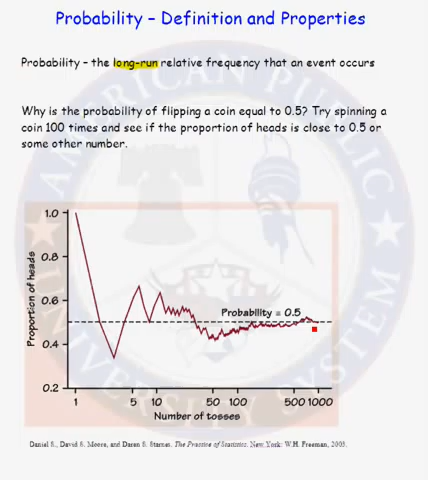 Probability – Definition and Properties
Probability – the long-run relative frequency that an event occurs
Why is the probability of flipping a coin equal to 0.5? Try spinning a
coin 100 times and see if the proportion of heads is close to 0.5 or
some other number.
1.0
0.8
0.6
0.4
0.2
Proportion of heads
Probability = 0.5
1 5 10 50 100 500 1000
Number of tosses
Daniel S., David S. Moore, and Daren S. Starnes. The Practice of Statistics. New York: W.H. Freeman, 2003.
AMERICAN PUBLIC
UNIVERSITY SYSTEM